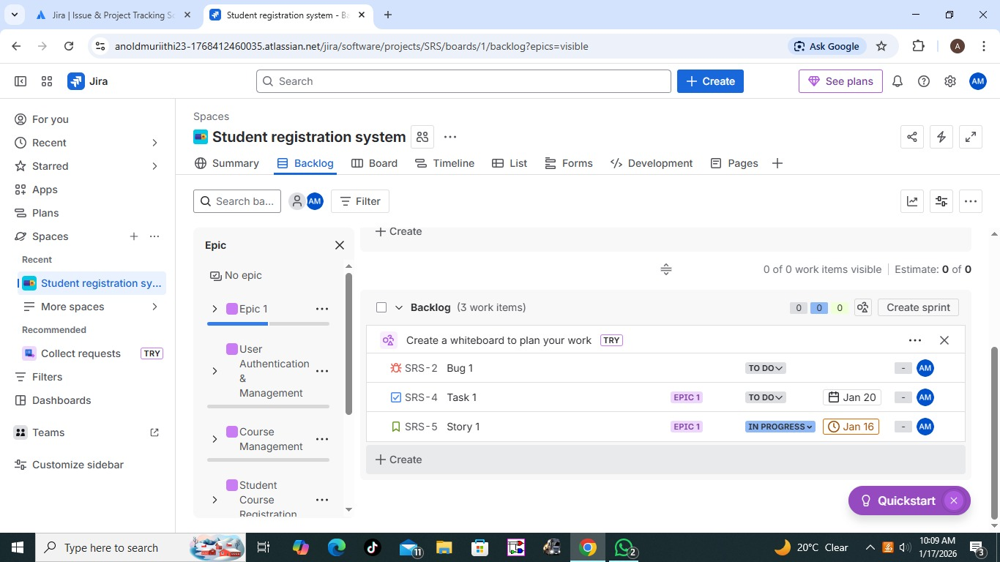 Jira | Issue & Project Tracking So
Student registration system - Ba
anoldmuriithi23-1768412460035.atlassian.net/jira/software/projects/SRS/boards/1/backlog?epics=visible
Ask Google
A
Jira
Search
Create
See plans
AM
For you
Recent
Starred
Apps
Plans
Spaces
Recent
Student registration sy...
More spaces
Recommended
Collect requests
TRY
Filters
Dashboards
Teams
Customize sidebar
Spaces
Student registration system
Summary
Backlog
Board
Timeline
List
Forms
Development
Pages
Search ba...
AM
Filter
Epic
No epic
Epic 1
User
Authentication
&
Management
Course
Management
Student
Course
Registration
Create
0 of 0 work items visible
Estimate: 0 of 0
Backlog (3 work items)
0 0 0
Create sprint
Create a whiteboard to plan your work TRY
SRS-2 Bug 1 TO DO - AM
SRS-4 Task 1 EPIC 1 TO DO Jan 20 - AM
SRS-5 Story 1 EPIC 1 IN PROGRESS Jan 16 - AM
Create
Quickstart
Type here to search
11
2
20°C Clear
10:09 AM
1/17/2026
3